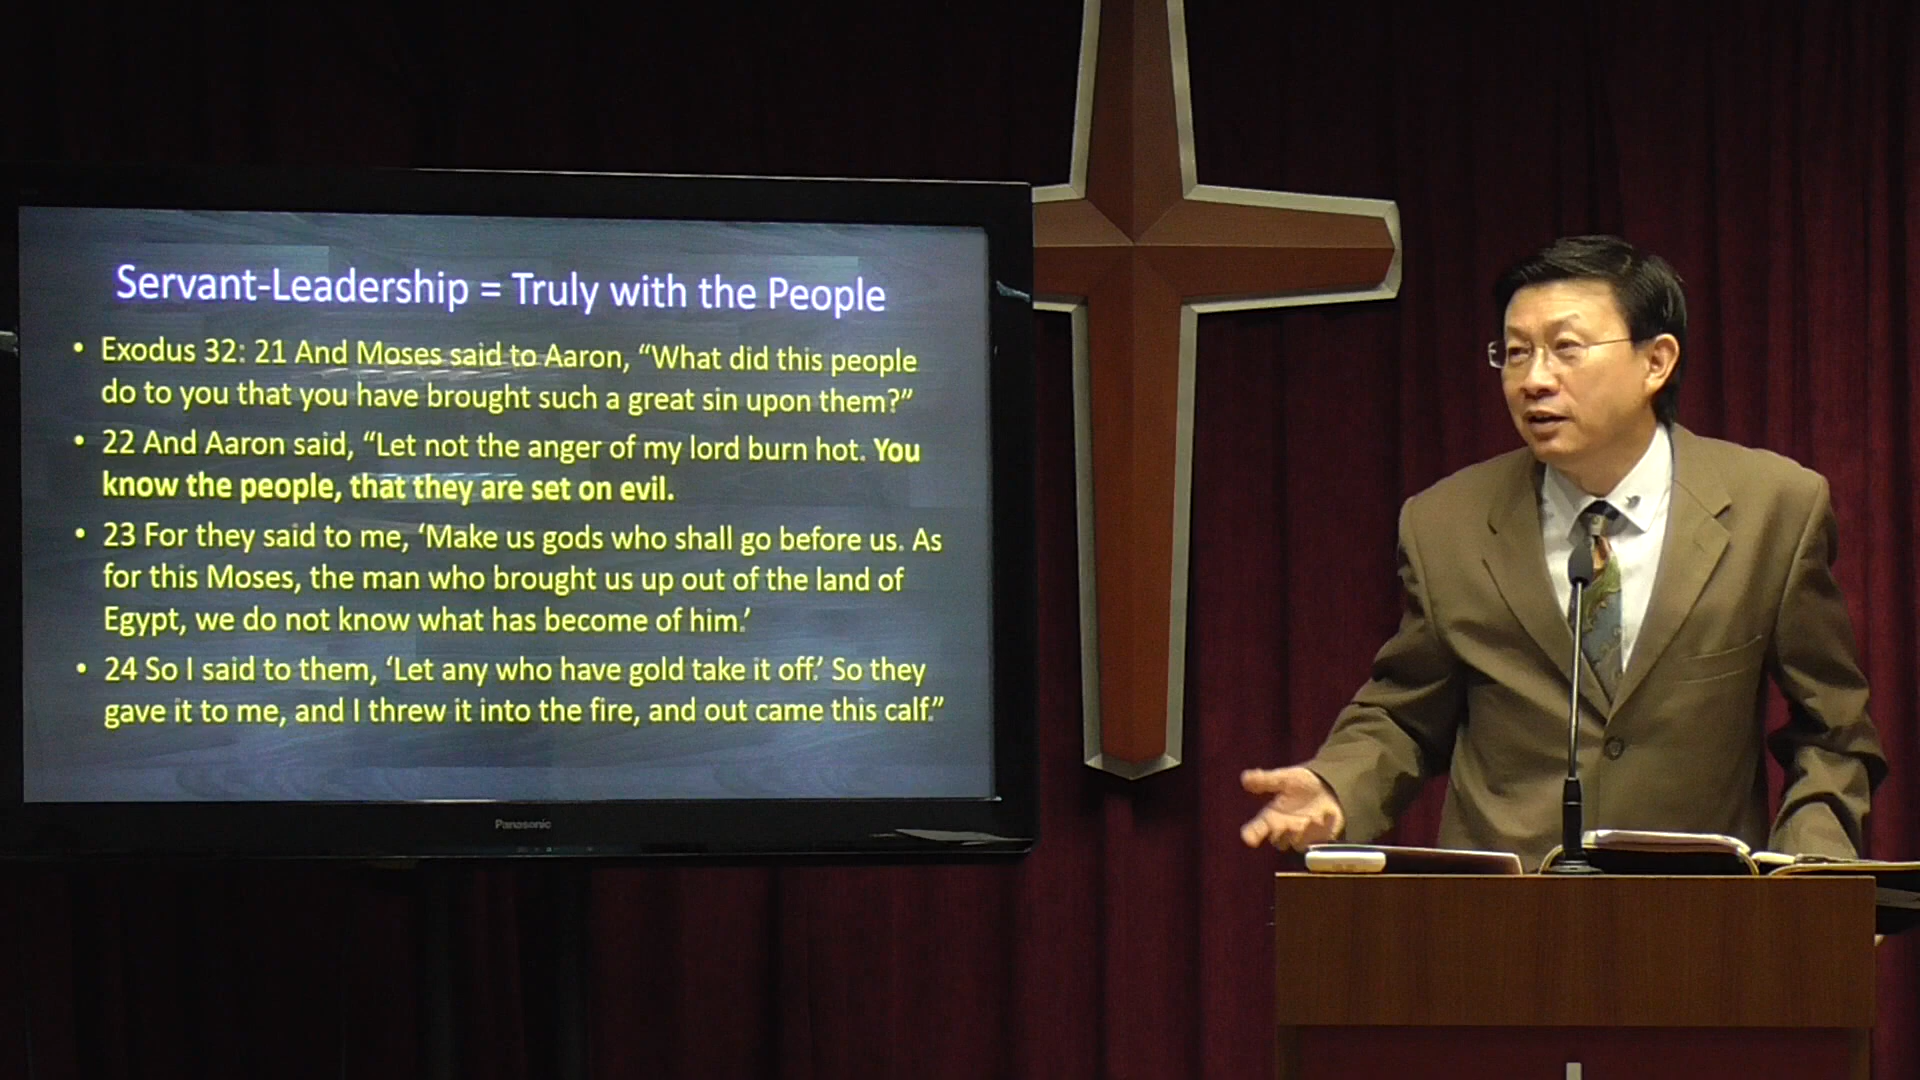 Servant-Leadership = Truly with the People
• Exodus 32: 21 And Moses said to Aaron, “What did this people
do to you that you have brought such a great sin upon them?”
• 22 And Aaron said, “Let not the anger of my lord burn hot. You
know the people, that they are set on evil.
• 23 For they said to me, ‘Make us gods who shall go before us. As
for this Moses, the man who brought us up out of the land of
Egypt, we do not know what has become of him.’
• 24 So I said to them, ‘Let any who have gold take it off.’ So they
gave it to me, and I threw it into the fire, and out came this calf.”
Panasonic